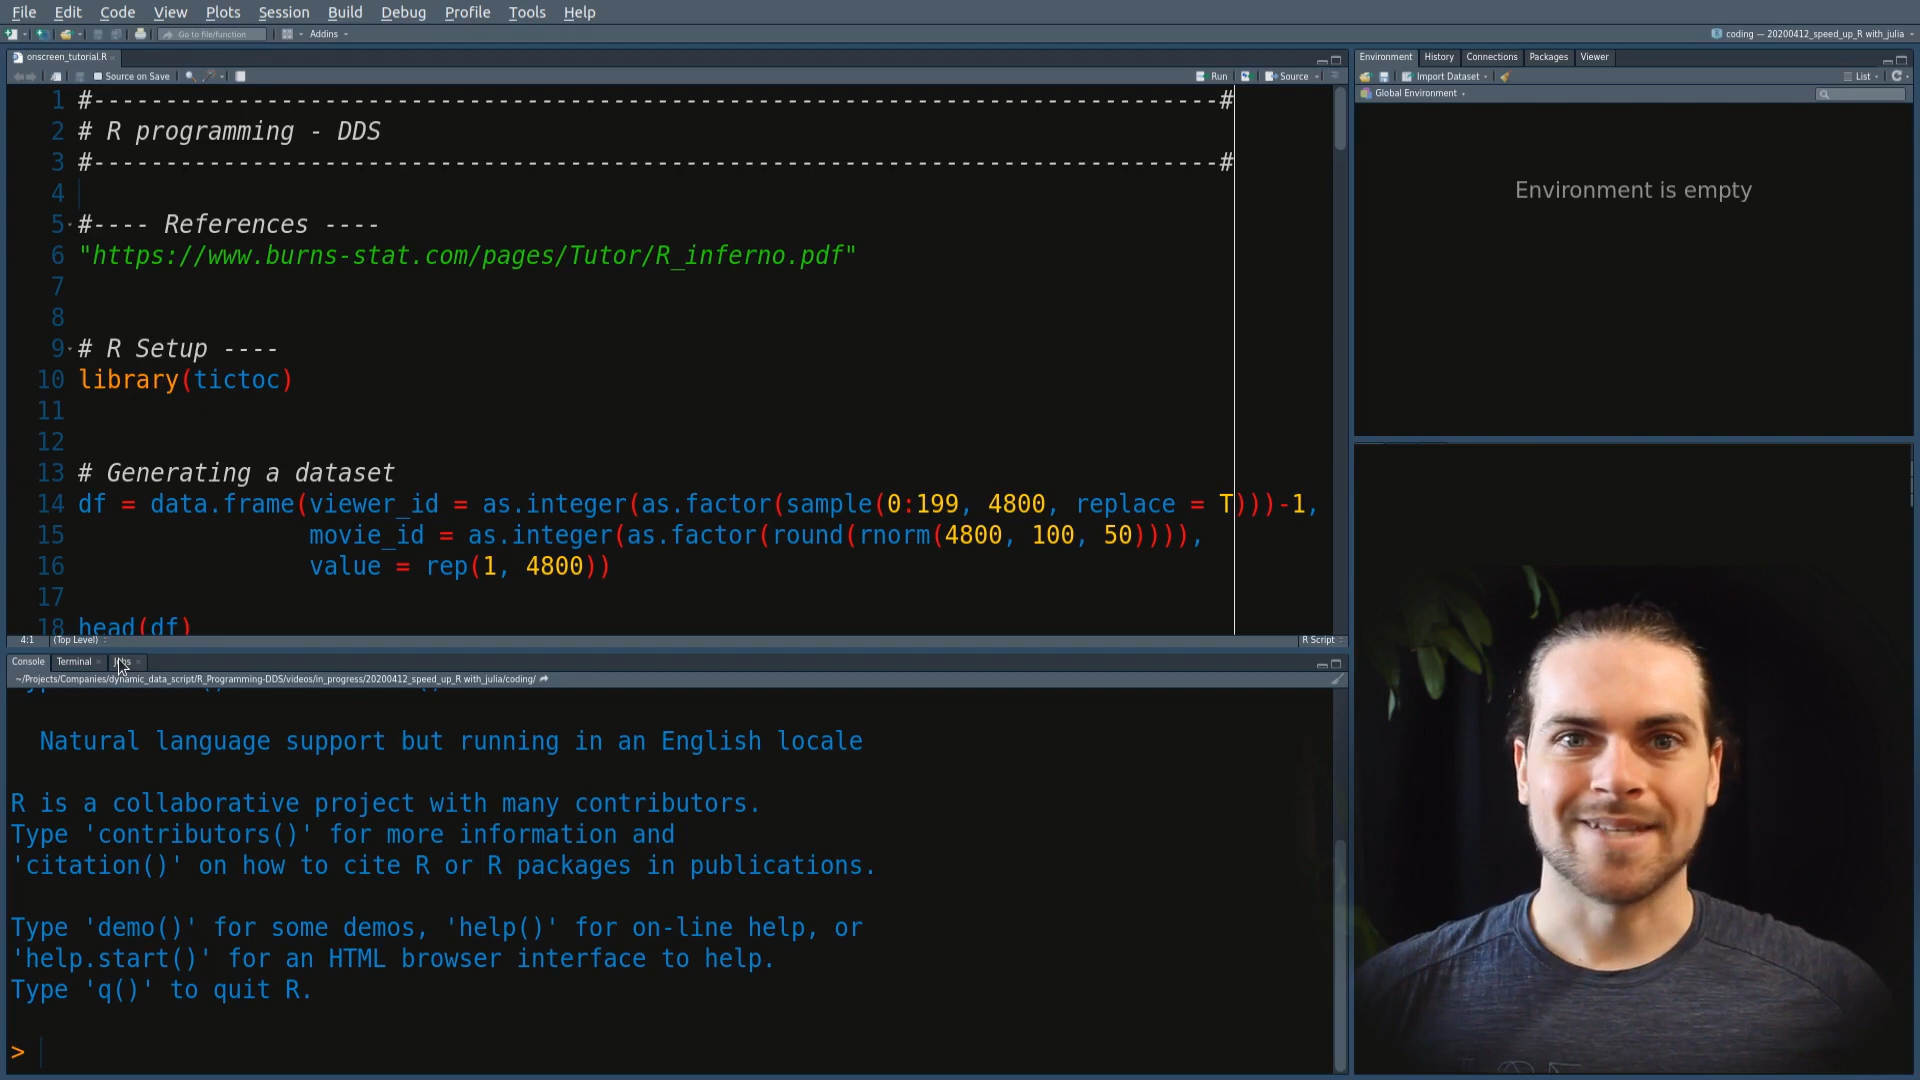 File Edit Code View Plots Session Build Debug Profile Tools Help
Go to file/function Addins
coding — 20200412_speed_up_R with_julia
onscreen_tutorial.R
Source on Save Run Source
1 #------------------------------------------------------------------------------#
2 # R programming - DDS
3 #------------------------------------------------------------------------------#
4
5 #---- References ----
6 "https://www.burns-stat.com/pages/Tutor/R_inferno.pdf"
7
8
9 # R Setup ----
10 library(tictoc)
11
12
13 # Generating a dataset
14 df = data.frame(viewer_id = as.integer(as.factor(sample(0:199, 4800, replace = T)))-1,
15 movie_id = as.integer(as.factor(round(rnorm(4800, 100, 50)))),
16 value = rep(1, 4800))
17
18 head(df)
4:1 (Top Level) R Script
Console Terminal Jobs
~/Projects/Companies/dynamic_data_script/R_Programming-DDS/videos/in_progress/20200412_speed_up_R with_julia/coding/
Natural language support but running in an English locale
R is a collaborative project with many contributors.
Type 'contributors()' for more information and
'citation()' on how to cite R or R packages in publications.
Type 'demo()' for some demos, 'help()' for on-line help, or
'help.start()' for an HTML browser interface to help.
Type 'q()' to quit R.
>
Environment History Connections Packages Viewer
Import Dataset List
Global Environment
Environment is empty